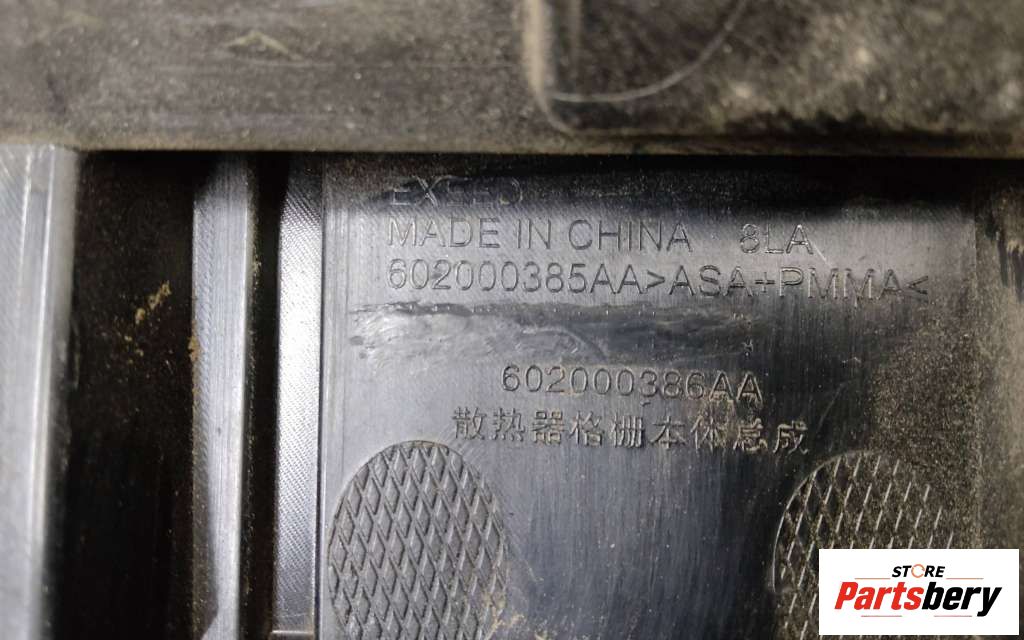 EXEED
MADE IN CHINA 8LA
602000385AA>ASA+PMMA<
602000386AA
散热器格栅本体总成
STORE
Partsbery